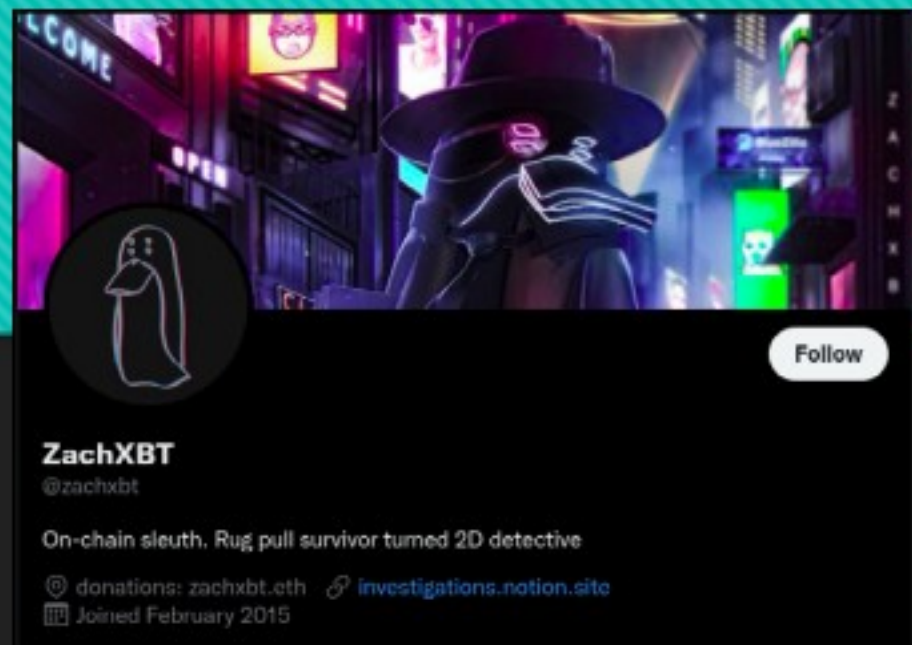 LCOME
OPEN
Z
A
C
H
X
B
Follow
ZachXBT
@zachxbt
On-chain sleuth. Rug pull survivor turned 2D detective
donations: zachxbt.eth investigations.notion.site
Joined February 2015